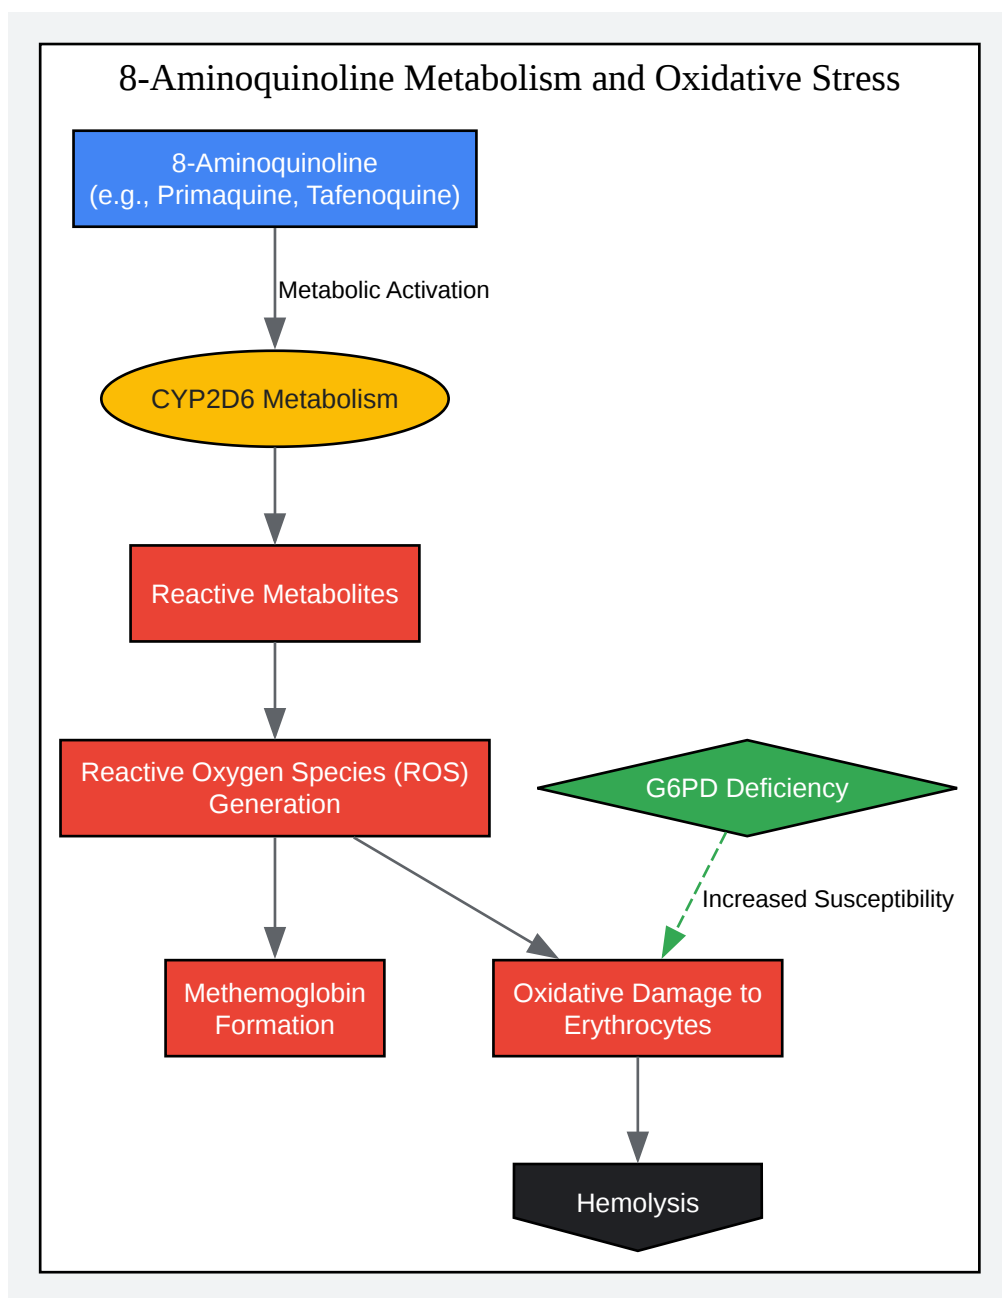 8-Aminoquinoline Metabolism and Oxidative Stress
8-Aminoquinoline
(e.g., Primaquine, Tafenoquine)
Metabolic Activation
CYP2D6 Metabolism
Reactive Metabolites
Reactive Oxygen Species (ROS)
Generation
G6PD Deficiency
Increased Susceptibility
Methemoglobin
Formation
Oxidative Damage to
Erythrocytes
Hemolysis